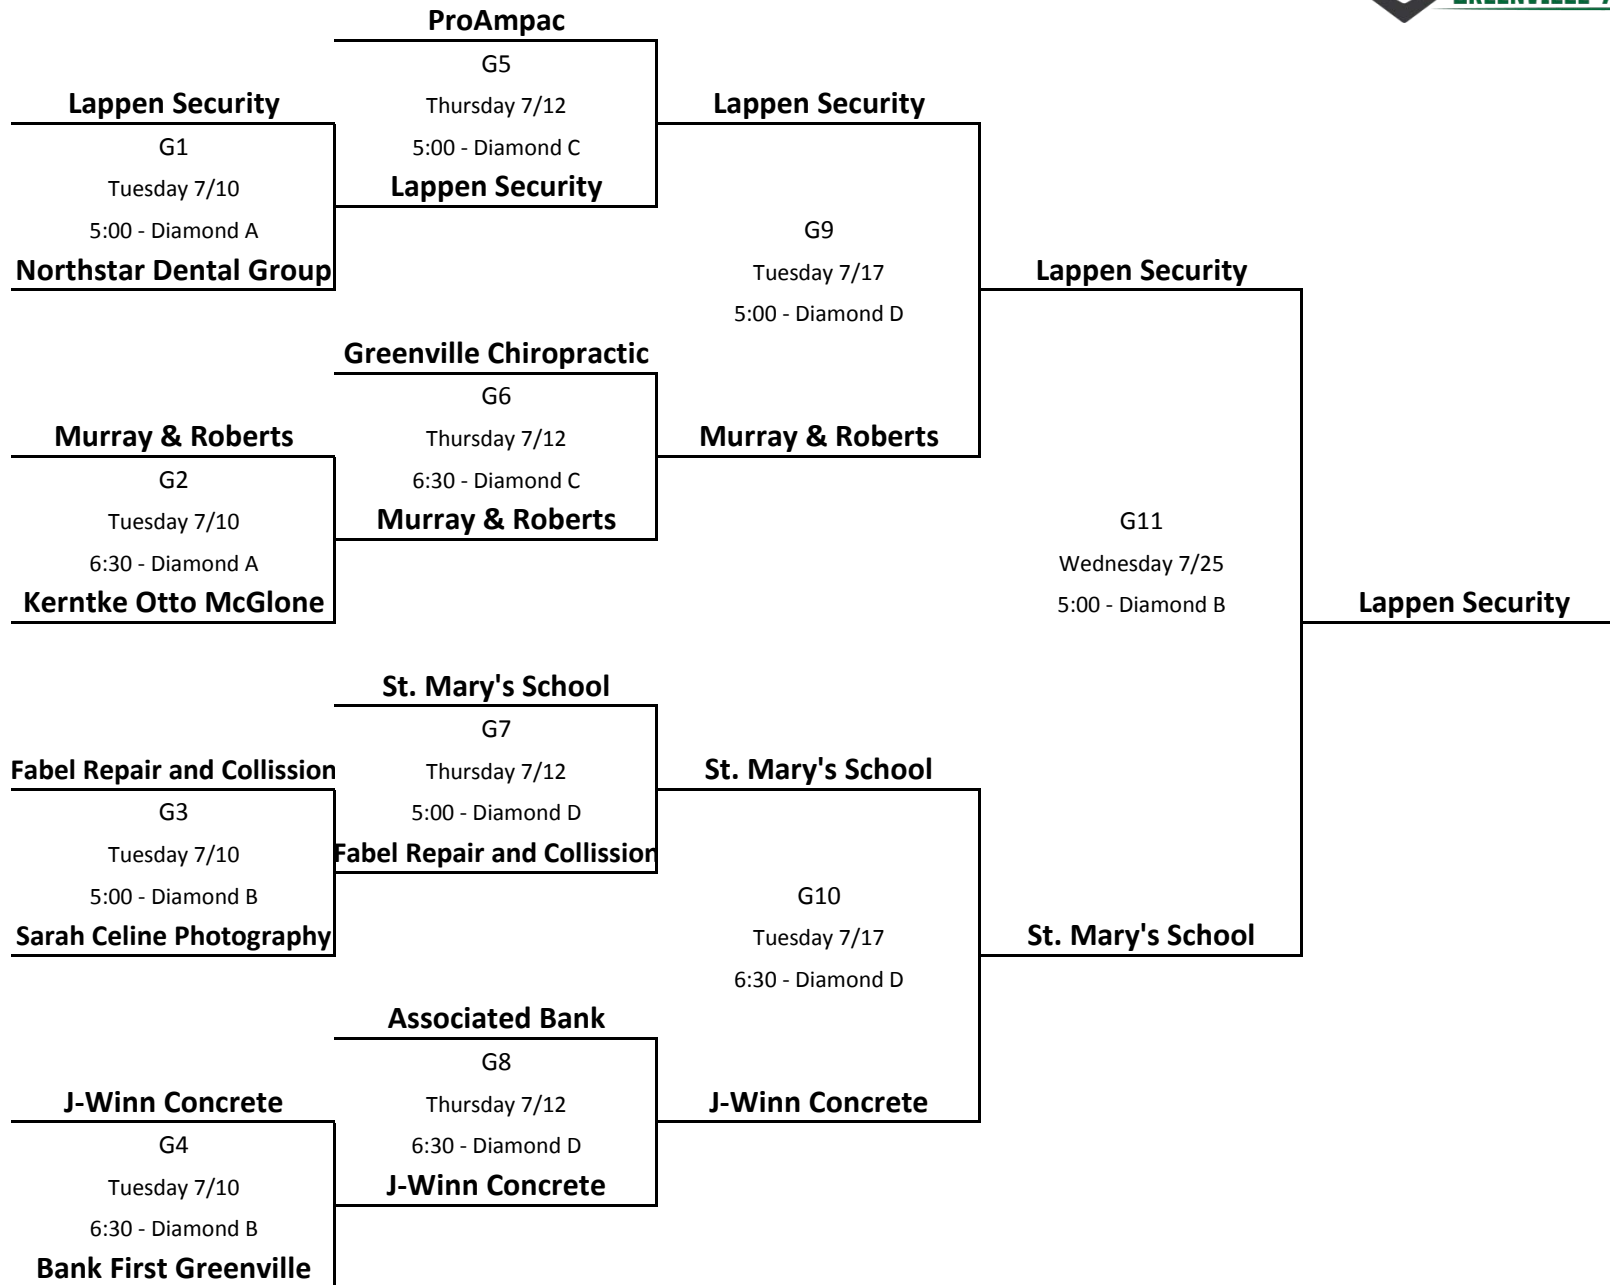 ProAmpac
G5
Lappen Security
Thursday 7/12
Lappen Security
G1
5:00 - Diamond C
Tuesday 7/10
Lappen Security
5:00 - Diamond A
G9
Northstar Dental Group
Tuesday 7/17
Lappen Security
5:00 - Diamond D
Greenville Chiropractic
G6
Murray & Roberts
Thursday 7/12
Murray & Roberts
G2
6:30 - Diamond C
Tuesday 7/10
Murray & Roberts
G11
6:30 - Diamond A
Wednesday 7/25
Kerntke Otto McGlone
5:00 - Diamond B
Lappen Security
St. Mary's School
G7
Fabel Repair and Collission
Thursday 7/12
St. Mary's School
G3
5:00 - Diamond D
Tuesday 7/10
Fabel Repair and Collission
5:00 - Diamond B
G10
Sarah Celine Photography
Tuesday 7/17
St. Mary's School
6:30 - Diamond D
Associated Bank
G8
J-Winn Concrete
Thursday 7/12
J-Winn Concrete
G4
6:30 - Diamond D
Tuesday 7/10
J-Winn Concrete
6:30 - Diamond B
Bank First Greenville